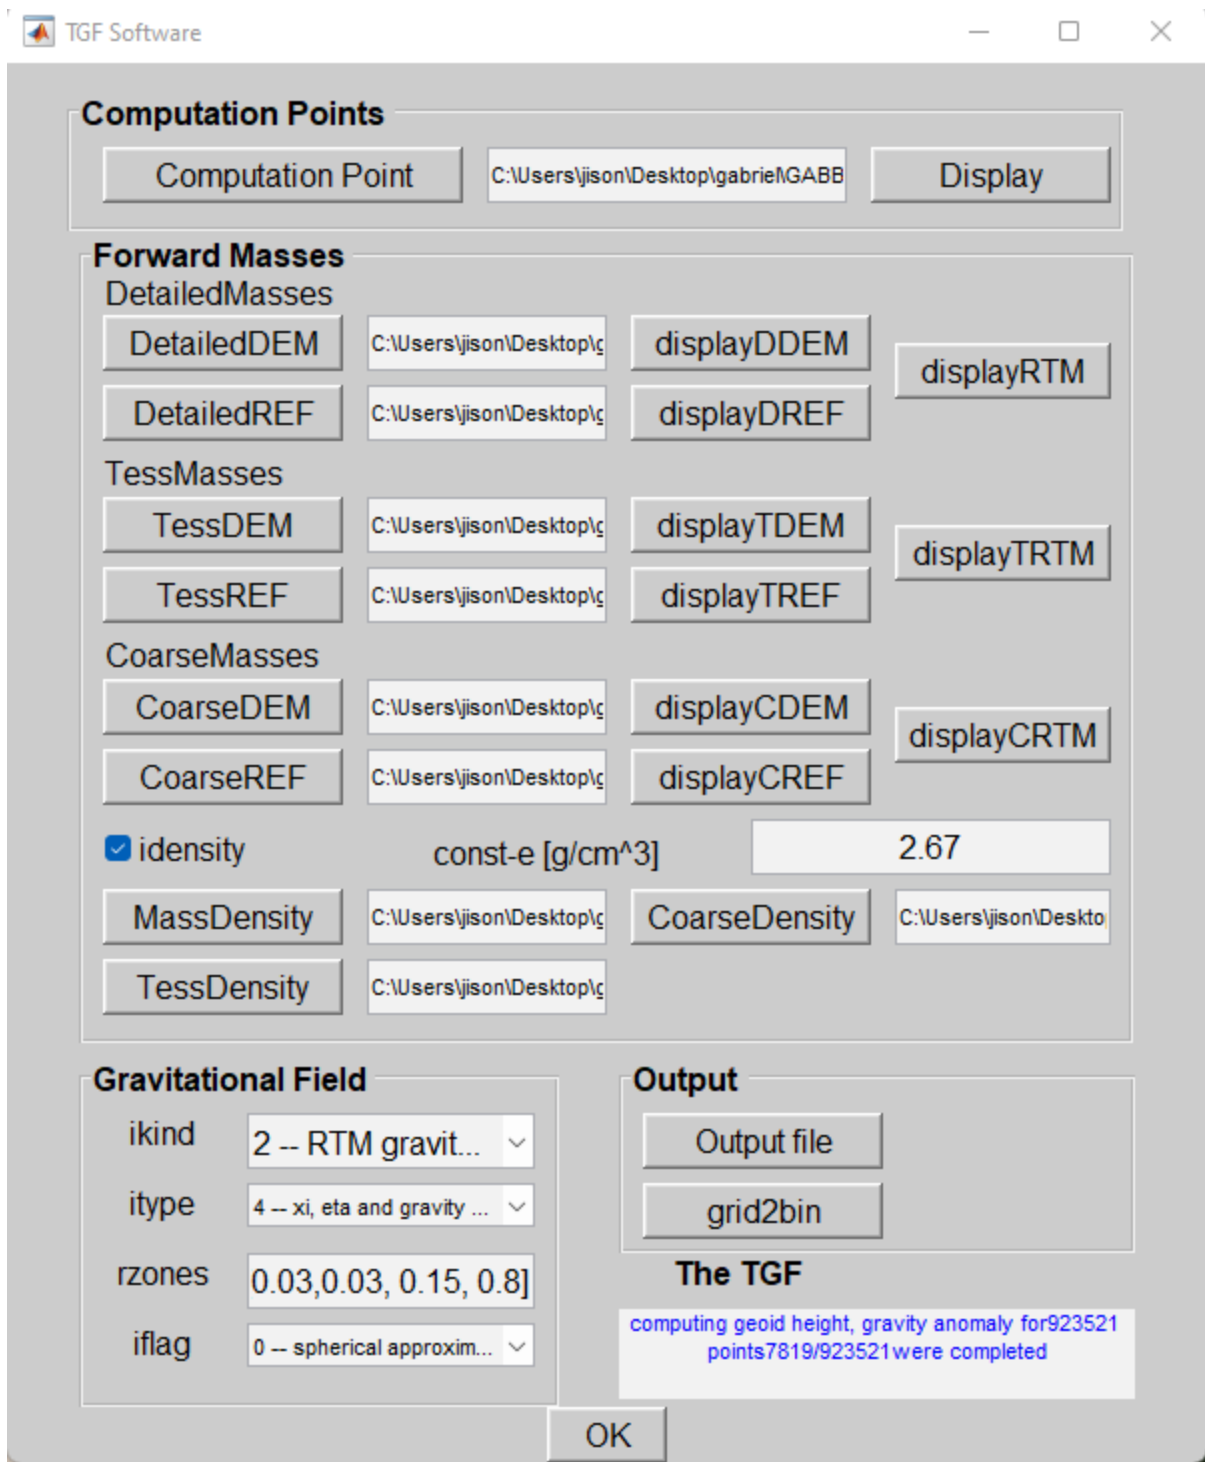 TGF Software
Computation Points
Computation Point C:\Users\jison\Desktop\gabriel\GABB Display
Forward Masses
DetailedMasses
DetailedDEM C:\Users\jison\Desktop\g displayDDEM
displayRTM
DetailedREF C:\Users\jison\Desktop\g displayDREF
TessMasses
TessDEM C:\Users\jison\Desktop\g displayTDEM
displayTRTM
TessREF C:\Users\jison\Desktop\g displayTREF
CoarseMasses
CoarseDEM C:\Users\jison\Desktop\g displayCDEM
displayCRTM
CoarseREF C:\Users\jison\Desktop\g displayCREF
idensity const-e [g/cm^3] 2.67
MassDensity C:\Users\jison\Desktop\g CoarseDensity C:\Users\jison\Deskto
TessDensity C:\Users\jison\Desktop\g
Gravitational Field
ikind 2 -- RTM gravit...
itype 4 -- xi, eta and gravity ...
rzones 0.03,0.03, 0.15, 0.8]
iflag 0 -- spherical approxim...
Output
Output file
grid2bin
The TGF
computing geoid height, gravity anomaly for923521
points7819/923521were completed
OK